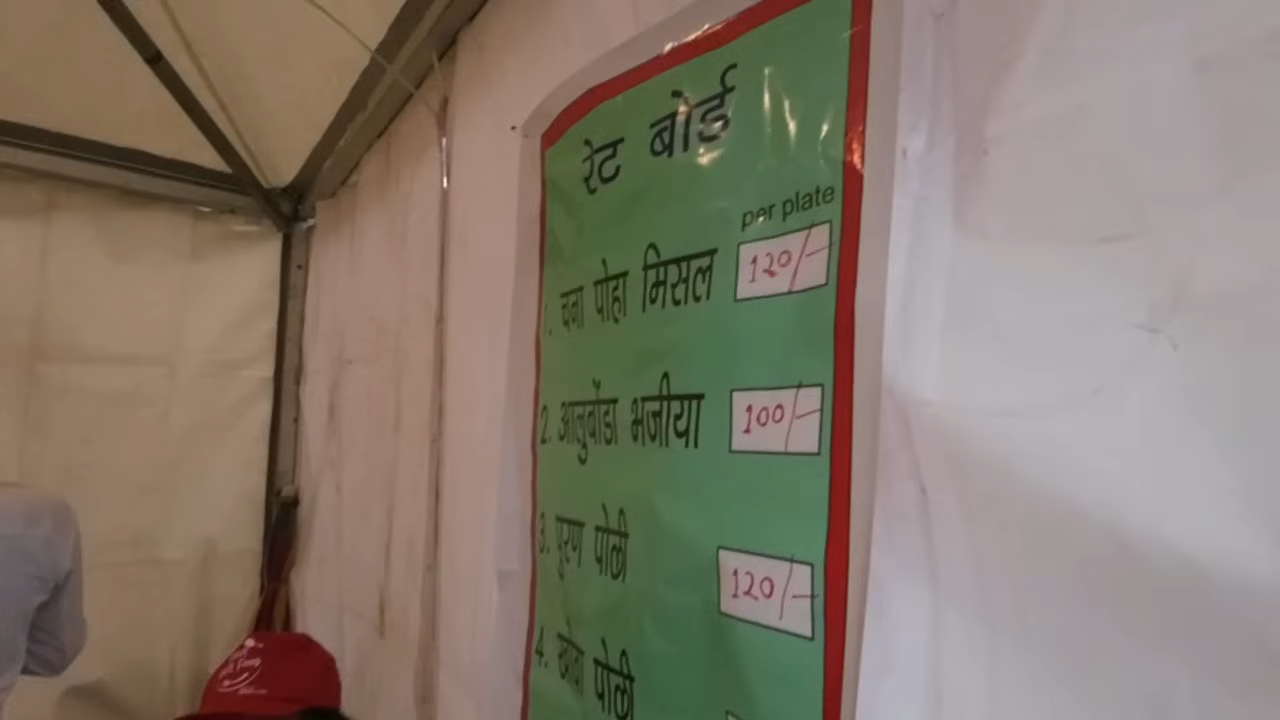 रेट बोर्ड
per plate
1. चना पोहा मिसल 120/-
2. आलुबोंडा भजीया 100/-
3. पुरण पोळी 120/-
4. खोवा पोळी